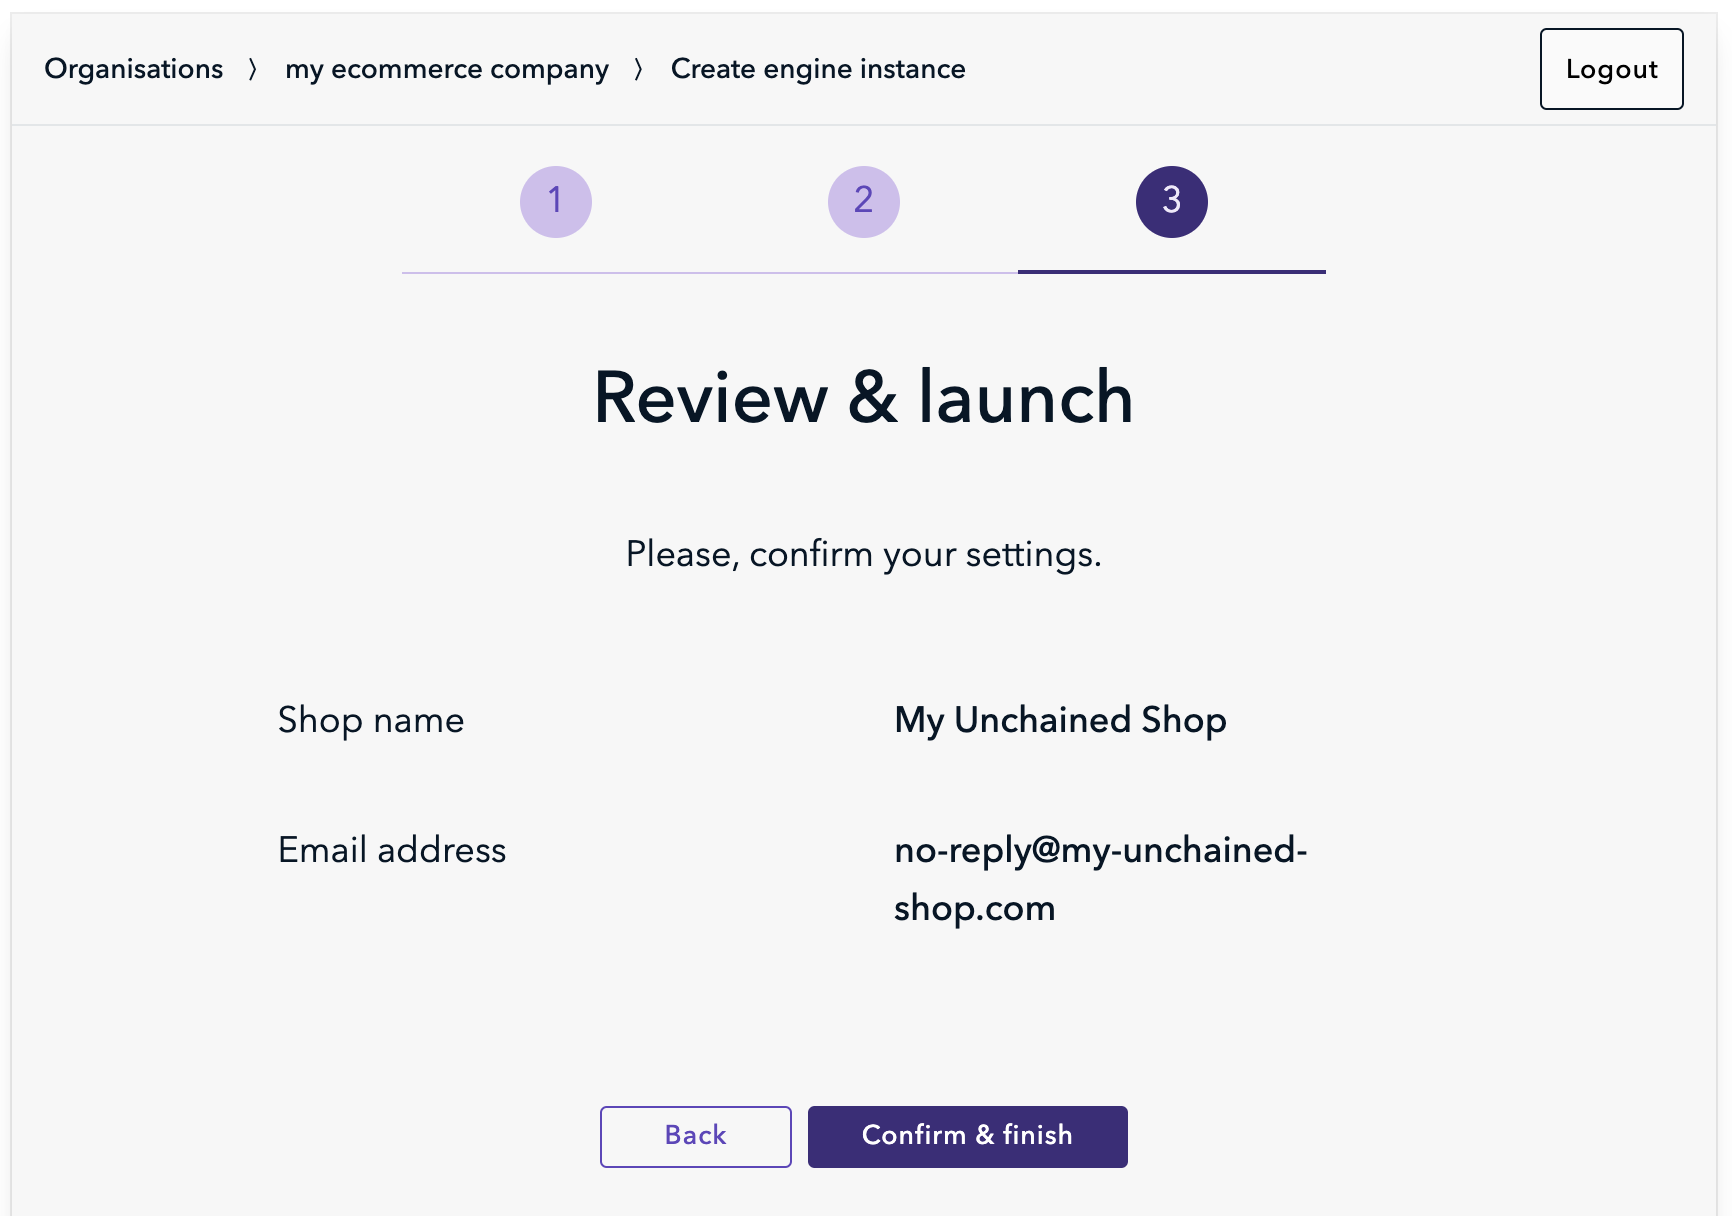 Organisations 〉 my ecommerce company 〉 Create engine instance
Logout
1 2 3
Review & launch
Please, confirm your settings.
Shop name My Unchained Shop
Email address no-reply@my-unchained-
shop.com
Back Confirm & finish